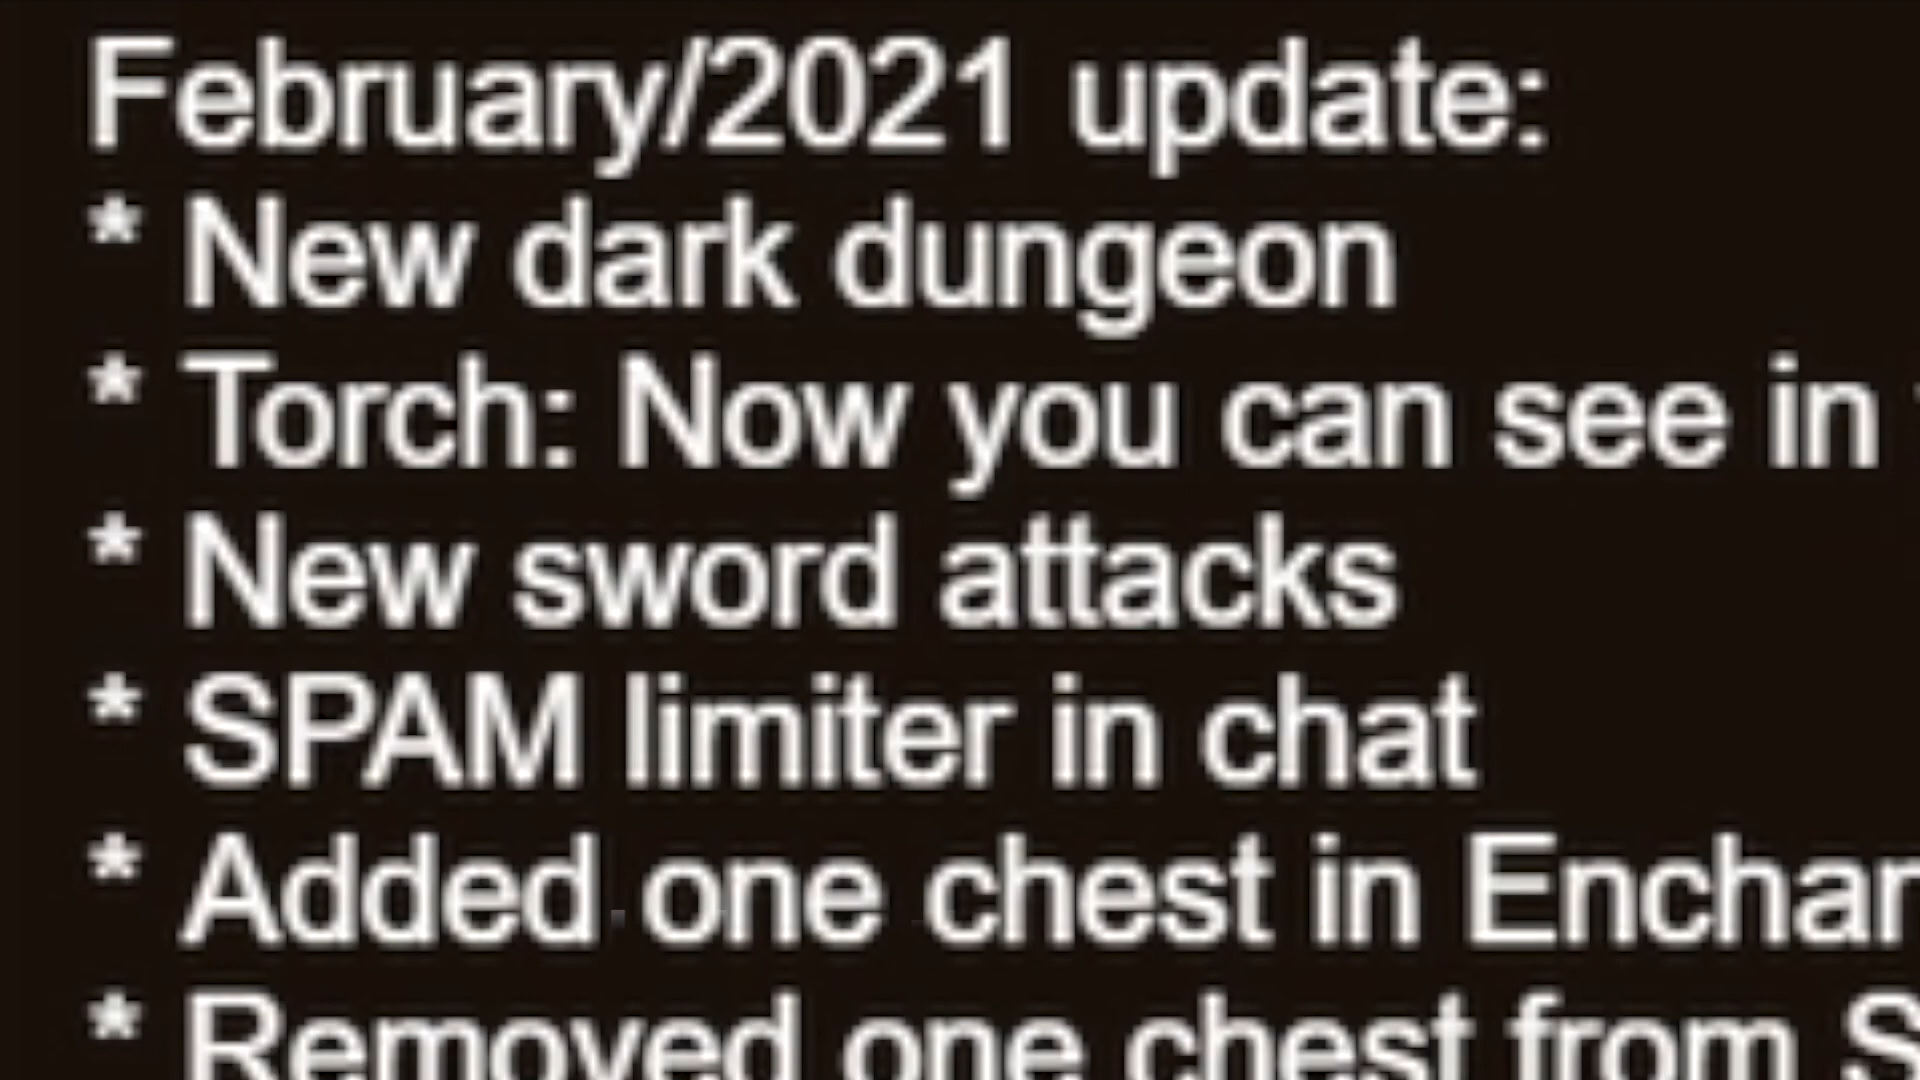 February/2021 update:
* New dark dungeon
* Torch: Now you can see in
* New sword attacks
* SPAM limiter in chat
* Added one chest in
* Removed one chest from